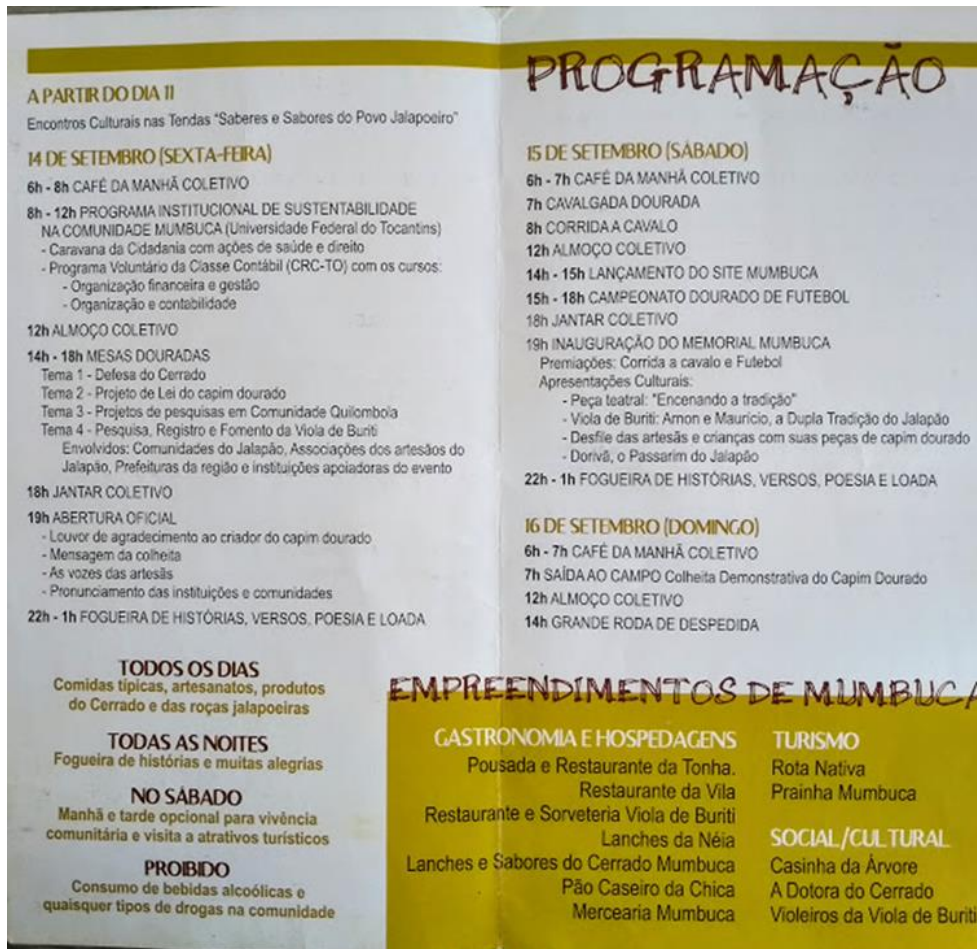 A PARTIR DO DIA 11
Encontros Culturais nas Tendas "Saberes e Sabores do Povo Jalapoeiro"
14 DE SETEMBRO (SEXTA-FEIRA)
6h - 8h CAFÉ DA MANHÃ COLETIVO
8h - 12h PROGRAMA INSTITUCIONAL DE SUSTENTABILIDADE
NA COMUNIDADE MUMBUCA (Universidade Federal do Tocantins)
- Caravana da Cidadania com ações de saúde e direito
- Programa Voluntário da Classe Contábil (CRC-TO) com os cursos:
- Organização financeira e gestão
- Organização e contabilidade
12h ALMOÇO COLETIVO
14h - 18h MESAS DOURADAS
Tema 1 - Defesa do Cerrado
Tema 2 - Projeto de Lei do capim dourado
Tema 3 - Projetos de pesquisas em Comunidade Quilombola
Tema 4 - Pesquisa, Registro e Fomento da Viola de Buriti
Envolvidos: Comunidades do Jalapão, Associações dos artesãos do
Jalapão, Prefeituras da região e instituições apoiadoras do evento
18h JANTAR COLETIVO
19h ABERTURA OFICIAL
- Louvor de agradecimento ao criador do capim dourado
- Mensagem da colheita
- As vozes das artesãs
- Pronunciamento das instituições e comunidades
22h - 1h FOGUEIRA DE HISTÓRIAS, VERSOS, POESIA E LOADA
TODOS OS DIAS
Comidas típicas, artesanatos, produtos
do Cerrado e das roças jalapoeiras
TODAS AS NOITES
Fogueira de histórias e muitas alegrias
NO SÁBADO
Manhã e tarde opcional para vivência
comunitária e visita a atrativos turísticos
PROIBIDO
Consumo de bebidas alcoólicas e
quaisquer tipos de drogas na comunidade
PROGRAMAÇÃO
15 DE SETEMBRO (SÁBADO)
6h - 7h CAFÉ DA MANHÃ COLETIVO
7h CAVALGADA DOURADA
8h CORRIDA A CAVALO
12h ALMOÇO COLETIVO
14h - 15h LANÇAMENTO DO SITE MUMBUCA
15h - 18h CAMPEONATO DOURADO DE FUTEBOL
18h JANTAR COLETIVO
19h INAUGURAÇÃO DO MEMORIAL MUMBUCA
Premiações: Corrida a cavalo e Futebol
Apresentações Culturais:
- Peça teatral: "Encenando a tradição"
- Viola de Buriti: Arnon e Maurício, a Dupla Tradição do Jalapão
- Desfile das artesãs e crianças com suas peças de capim dourado
- Dorivã, o Passarim do Jalapão
22h - 1h FOGUEIRA DE HISTÓRIAS, VERSOS, POESIA E LOADA
16 DE SETEMBRO (DOMINGO)
6h - 7h CAFÉ DA MANHÃ COLETIVO
7h SAÍDA AO CAMPO Colheita Demonstrativa do Capim Dourado
12h ALMOÇO COLETIVO
14h GRANDE RODA DE DESPEDIDA
EMPREENDIMENTOS DE MUMBUCA
GASTRONOMIA E HOSPEDAGENS
Pousada e Restaurante da Tonha.
Restaurante da Vila
Restaurante e Sorveteria Viola de Buriti
Lanches da Néia
Lanches e Sabores do Cerrado Mumbuca
Pão Caseiro da Chica
Mercearia Mumbuca
TURISMO
Rota Nativa
Prainha Mumbuca
SOCIAL/CULTURAL
Casinha da Árvore
A Dotora do Cerrado
Violeiros da Viola de Buriti